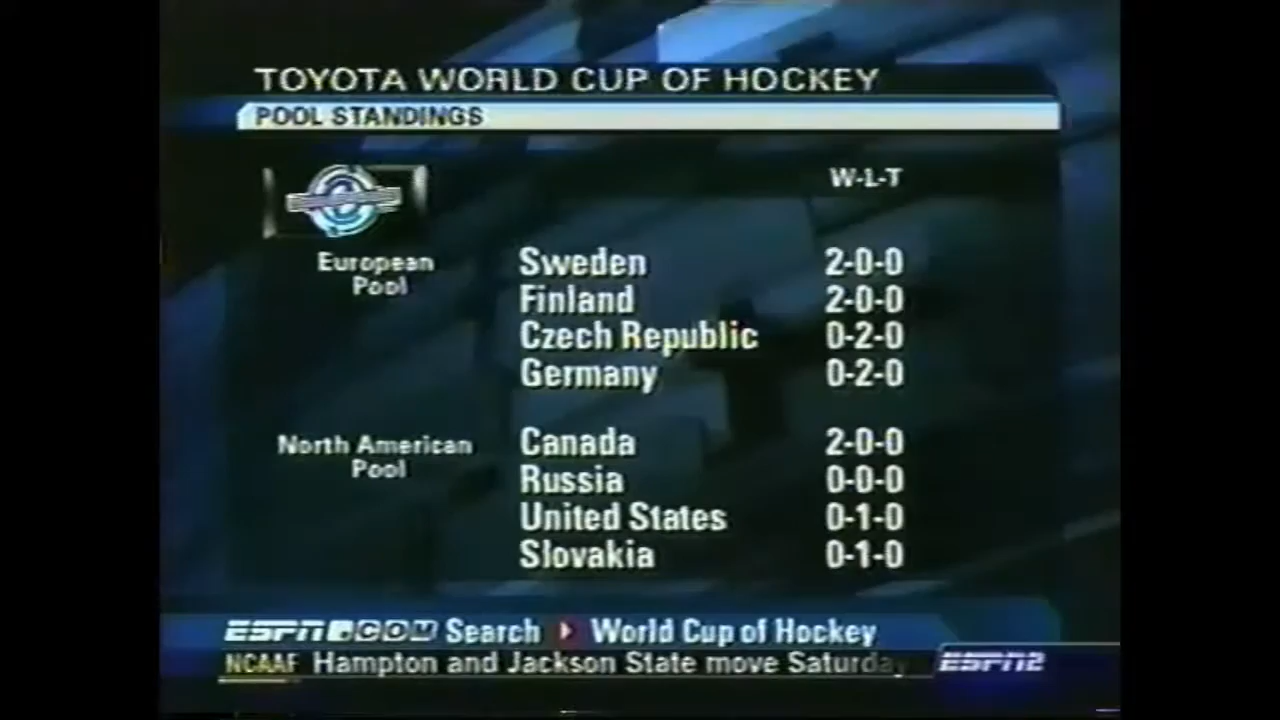 TOYOTA WORLD CUP OF HOCKEY
POOL STANDINGS
W-L-T
European Pool
Sweden 2-0-0
Finland 2-0-0
Czech Republic 0-2-0
Germany 0-2-0
North American Pool
Canada 2-0-0
Russia 0-0-0
United States 0-1-0
Slovakia 0-1-0
ESPN.COM Search World Cup of Hockey
NCAAF Hampton and Jackson State move Saturday
ESPN2